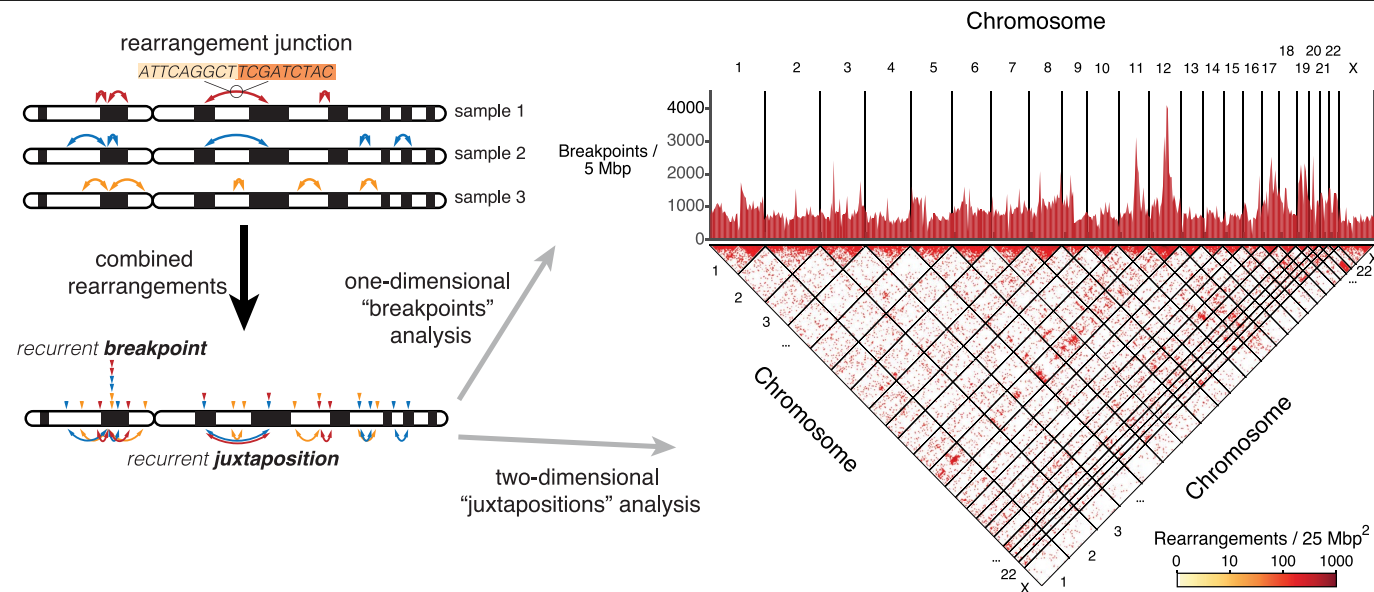 rearrangement junction
ATTCAGGCTTCGATCTAC
sample 1
sample 2
sample 3
combined
rearrangements
one-dimensional
“breakpoints”
analysis
recurrent breakpoint
recurrent juxtaposition
two-dimensional
“juxtapositions” analysis
Chromosome
18 20 22
1 2 3 4 5 6 7 8 9 10 11 12 13 14 15 16 17 19 21 X
Breakpoints /
5 Mbp
4000
3000
2000
1000
0
1
2
3
...
Chromosome
...
22
X
X
22
...
Chromosome
...
3
2
1
Rearrangements / 25 Mbp2
0 10 100 1000